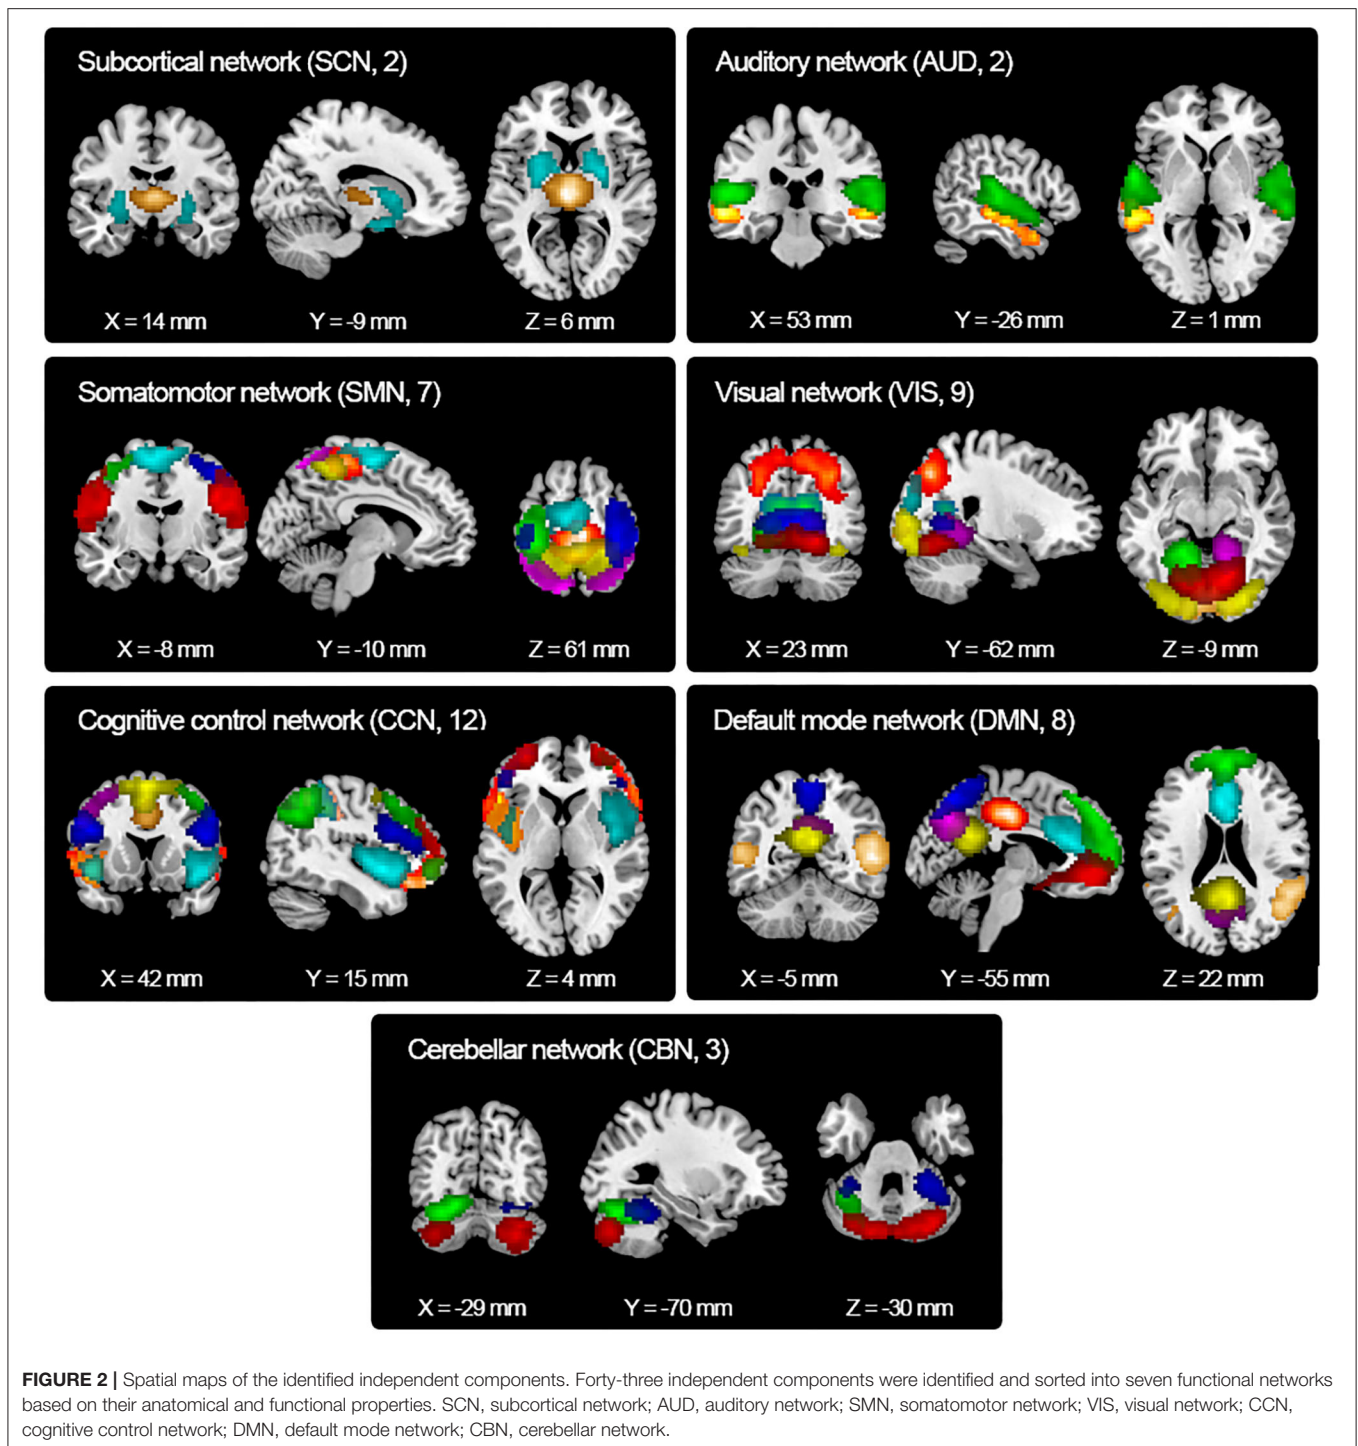 Subcortical network (SCN, 2)
X = 14 mm Y = -9 mm Z = 6 mm
Auditory network (AUD, 2)
X = 53 mm Y = -26 mm Z = 1 mm
Somatomotor network (SMN, 7)
X = -8 mm Y = -10 mm Z = 61 mm
Visual network (VIS, 9)
X = 23 mm Y = -62 mm Z = -9 mm
Cognitive control network (CCN, 12)
X = 42 mm Y = 15 mm Z = 4 mm
Default mode network (DMN, 8)
X = -5 mm Y = -55 mm Z = 22 mm
Cerebellar network (CBN, 3)
X = -29 mm Y = -70 mm Z = -30 mm
FIGURE 2 | Spatial maps of the identified independent components. Forty-three independent components were identified and sorted into seven functional networks
based on their anatomical and functional properties. SCN, subcortical network; AUD, auditory network; SMN, somatomotor network; VIS, visual network; CCN,
cognitive control network; DMN, default mode network; CBN, cerebellar network.